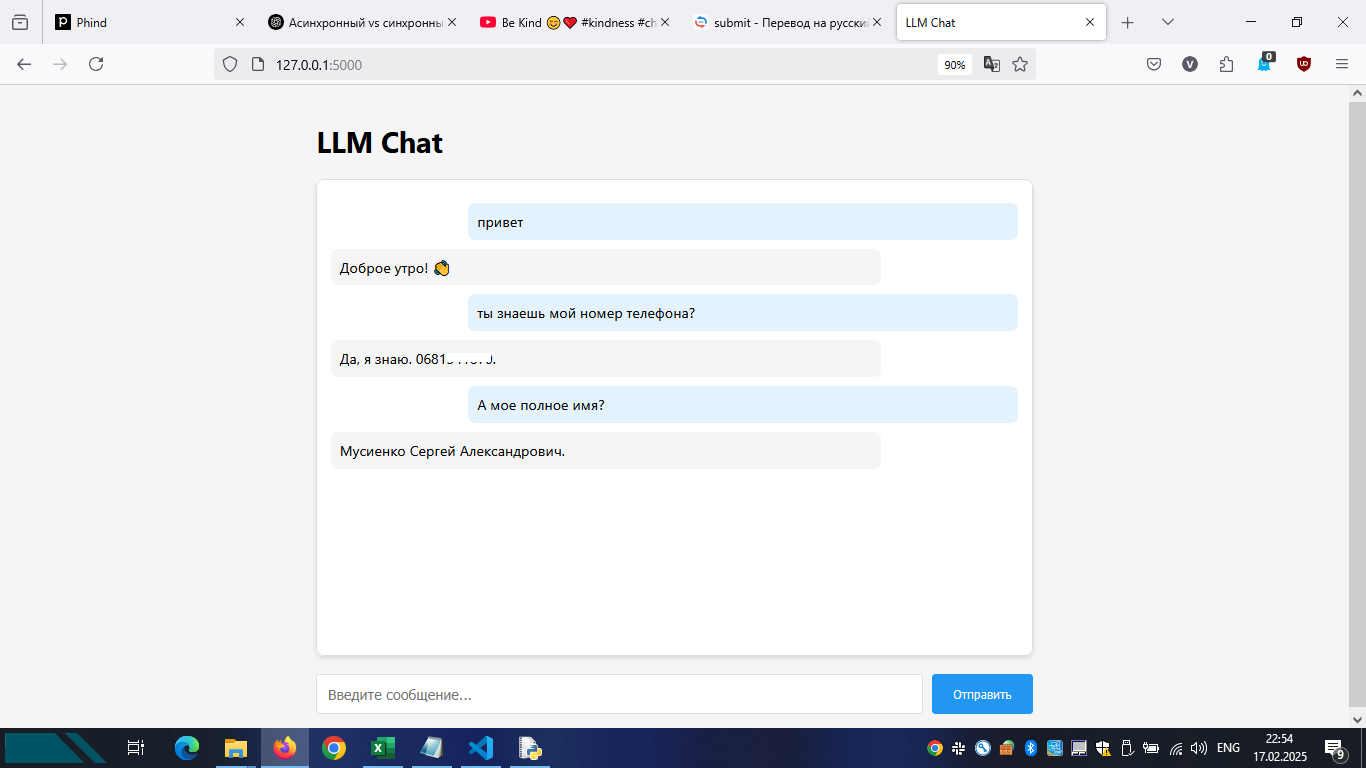 Phind
Асинхронный vs синхронны
Be Kind 😊❤️ #kindness #ch
submit - Перевод на русски
LLM Chat
127.0.0.1:5000
90%
0
LLM Chat
привет
Доброе утро! 👏
ты знаешь мой номер телефона?
Да, я знаю.
А мое полное имя?
Мусиенко Сергей Александрович.
Введите сообщение...
Отправить
ENG
22:54
17.02.2025
9